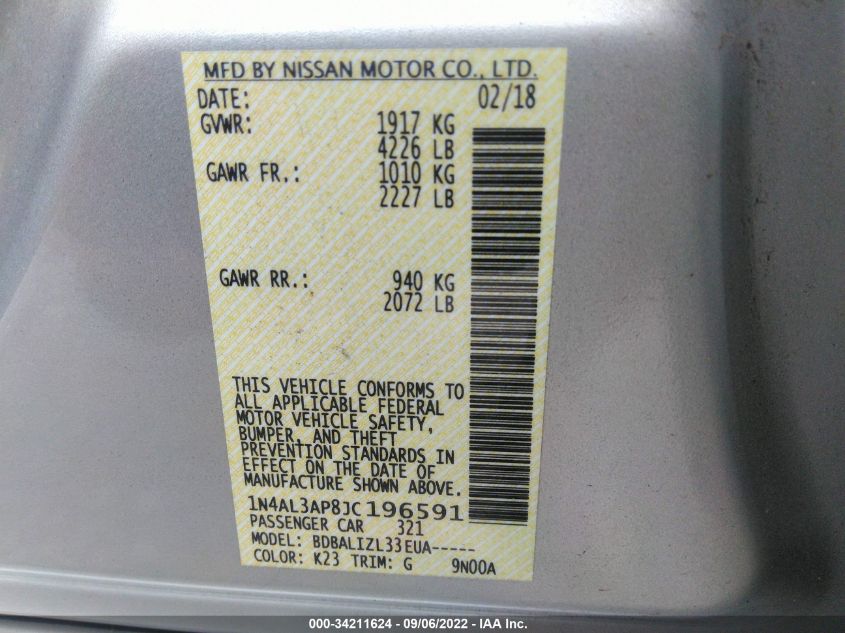 MFD BY NISSAN MOTOR CO., LTD.
DATE: 02/18
GVWR: 1917 KG
4226 LB
GAWR FR.: 1010 KG
2227 LB
GAWR RR.: 940 KG
2072 LB
THIS VEHICLE CONFORMS TO
ALL APPLICABLE FEDERAL
MOTOR VEHICLE SAFETY,
BUMPER, AND THEFT
PREVENTION STANDARDS IN
EFFECT ON THE DATE OF
MANUFACTURE SHOWN ABOVE.
1N4AL3AP8JC196591
PASSENGER CAR 321
MODEL: BDBALIZL33EUA-----
COLOR: K23 TRIM: G 9N00A
000-34211624 - 09/06/2022 - IAA Inc.